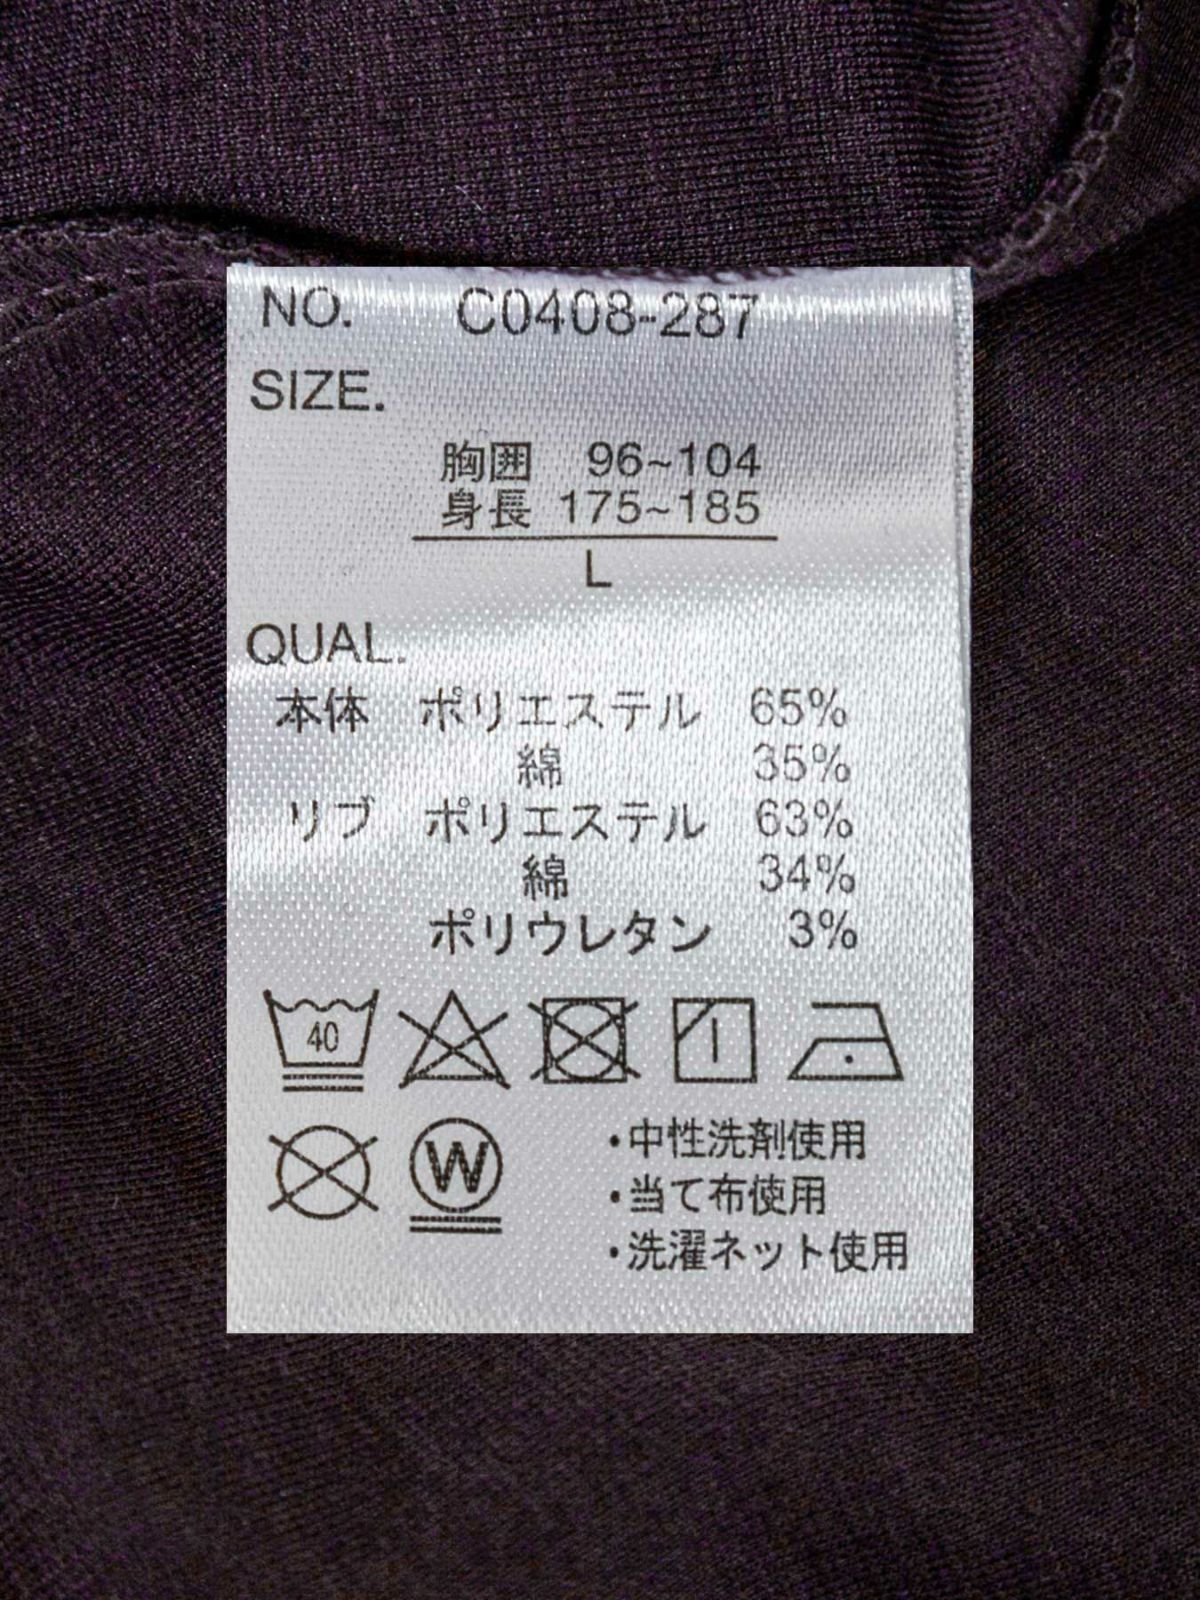 NO. C0408-287
SIZE.
胸囲 96~104
身長 175~185
L
QUAL.
本体 ポリエステル 65%
綿 35%
リブ ポリエステル 63%
綿 34%
ポリウレタン 3%
40
W
・中性洗剤使用
・当て布使用
・洗濯ネット使用